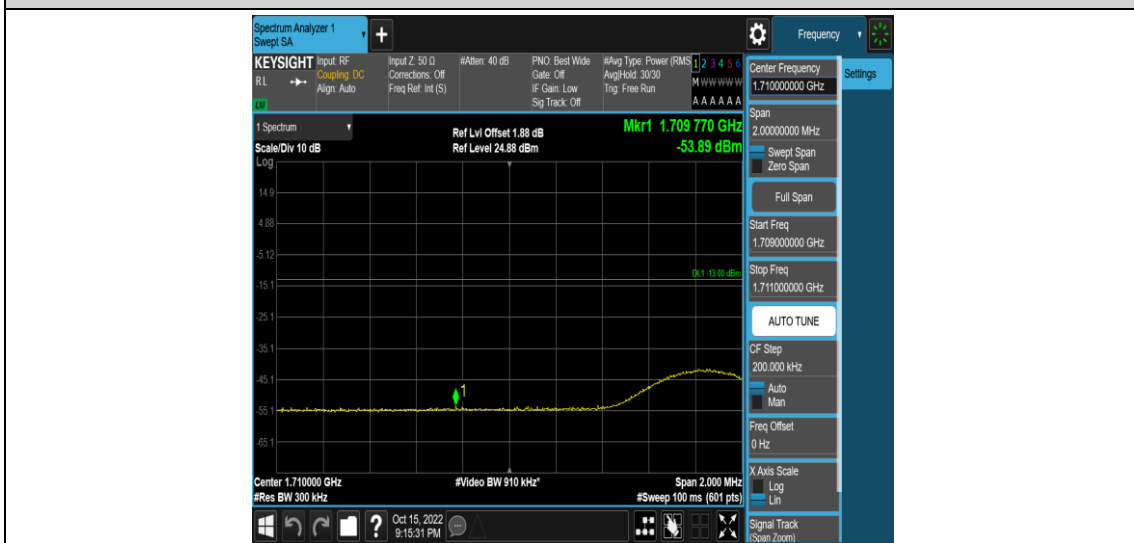 Spectrum Analyzer 1
Swept SA
Frequency
KEYSIGHT
RL
LXI
Input: RF
Coupling: DC
Align: Auto
Input Z: 50 Ω
Corrections: Off
Freq Ref: Int (S)
#Atten: 40 dB
PNO: Best Wide
Gate: Off
IF Gain: Low
Sig Track: Off
#Avg Type: Power (RMS
Avg|Hold: 30/30
Trig: Free Run
1 2 3 4 5 6
M W W W W W
A A A A A A
1 Spectrum
Scale/Div 10 dB
Log
Ref Lvl Offset 1.88 dB
Ref Level 24.88 dBm
Mkr1 1.709 770 GHz
-53.89 dBm
14.9
4.88
-5.12
-15.1
-25.1
-35.1
-45.1
-55.1
-65.1
DL1 -13.00 dBm
1
Center 1.710000 GHz
#Res BW 300 kHz
#Video BW 910 kHz*
Span 2.000 MHz
#Sweep 100 ms (601 pts)
?
Oct 15, 2022
9:15:31 PM
Center Frequency
1.710000000 GHz
Settings
Span
2.00000000 MHz
Swept Span
Zero Span
Full Span
Start Freq
1.709000000 GHz
Stop Freq
1.711000000 GHz
AUTO TUNE
CF Step
200.000 kHz
Auto
Man
Freq Offset
0 Hz
X Axis Scale
Log
Lin
Signal Track
(Span Zoom)